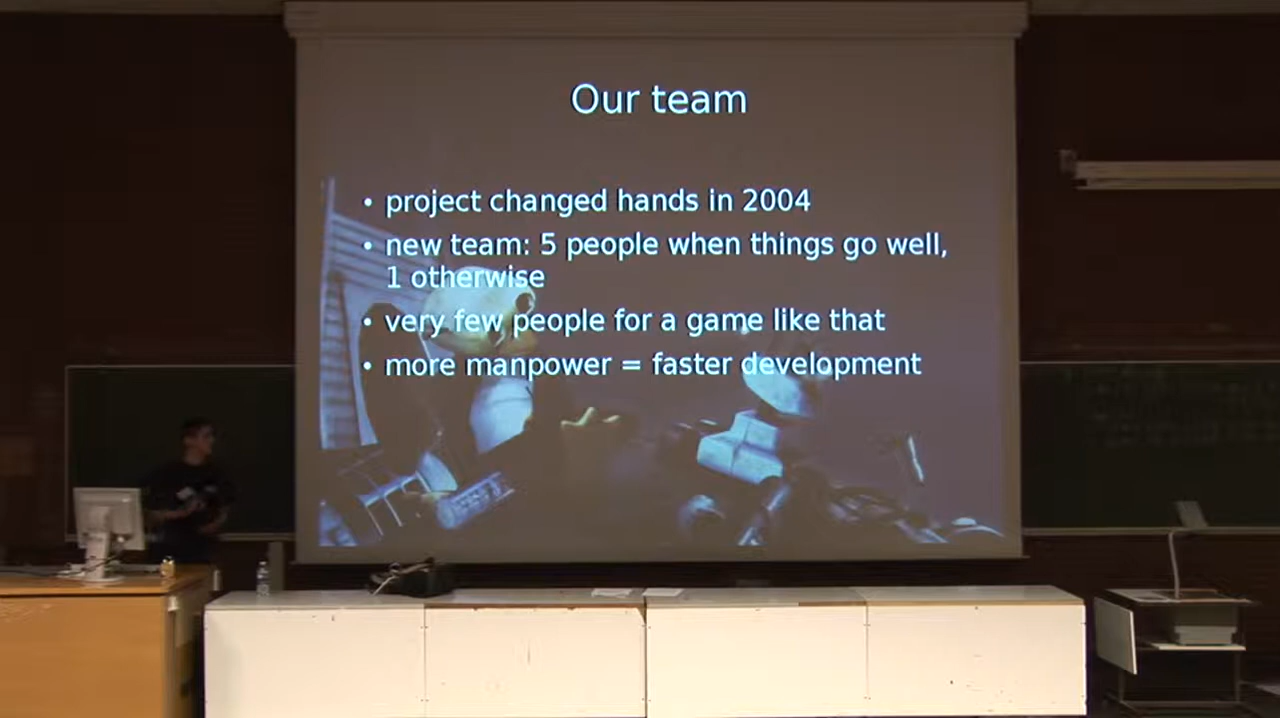 Our team
• project changed hands in 2004
• new team: 5 people when things go well,
1 otherwise
• very few people for a game like that
• more manpower = faster development